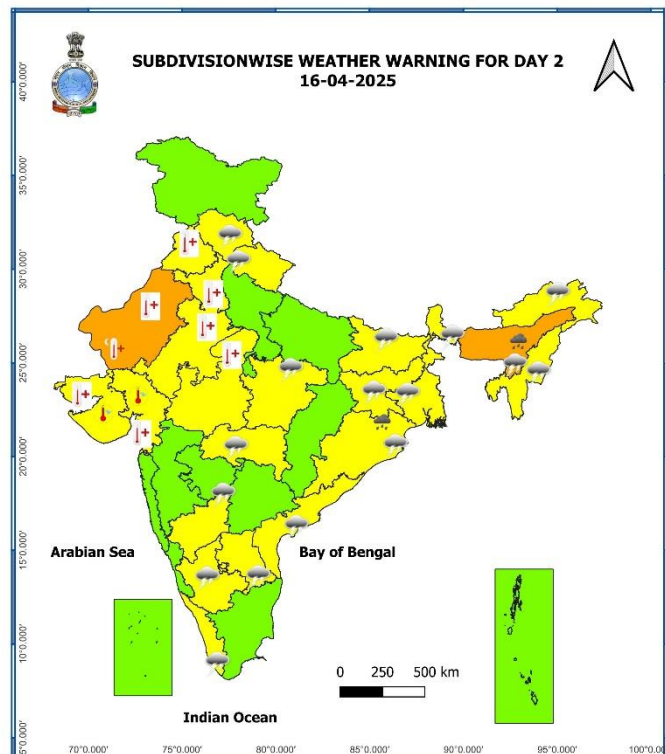 SUBDIVISIONWISE WEATHER WARNING FOR DAY 2
16-04-2025
40°0.000'
35°0.000'
30°0.000'
25°0.000'
20°0.000'
15°0.000'
10°0.000'
5°0.000'
Arabian Sea
Bay of Bengal
0 250 500 km
Indian Ocean
70°0.000' 75°0.000' 80°0.000' 85°0.000' 90°0.000' 95°0.000' 100°0.00